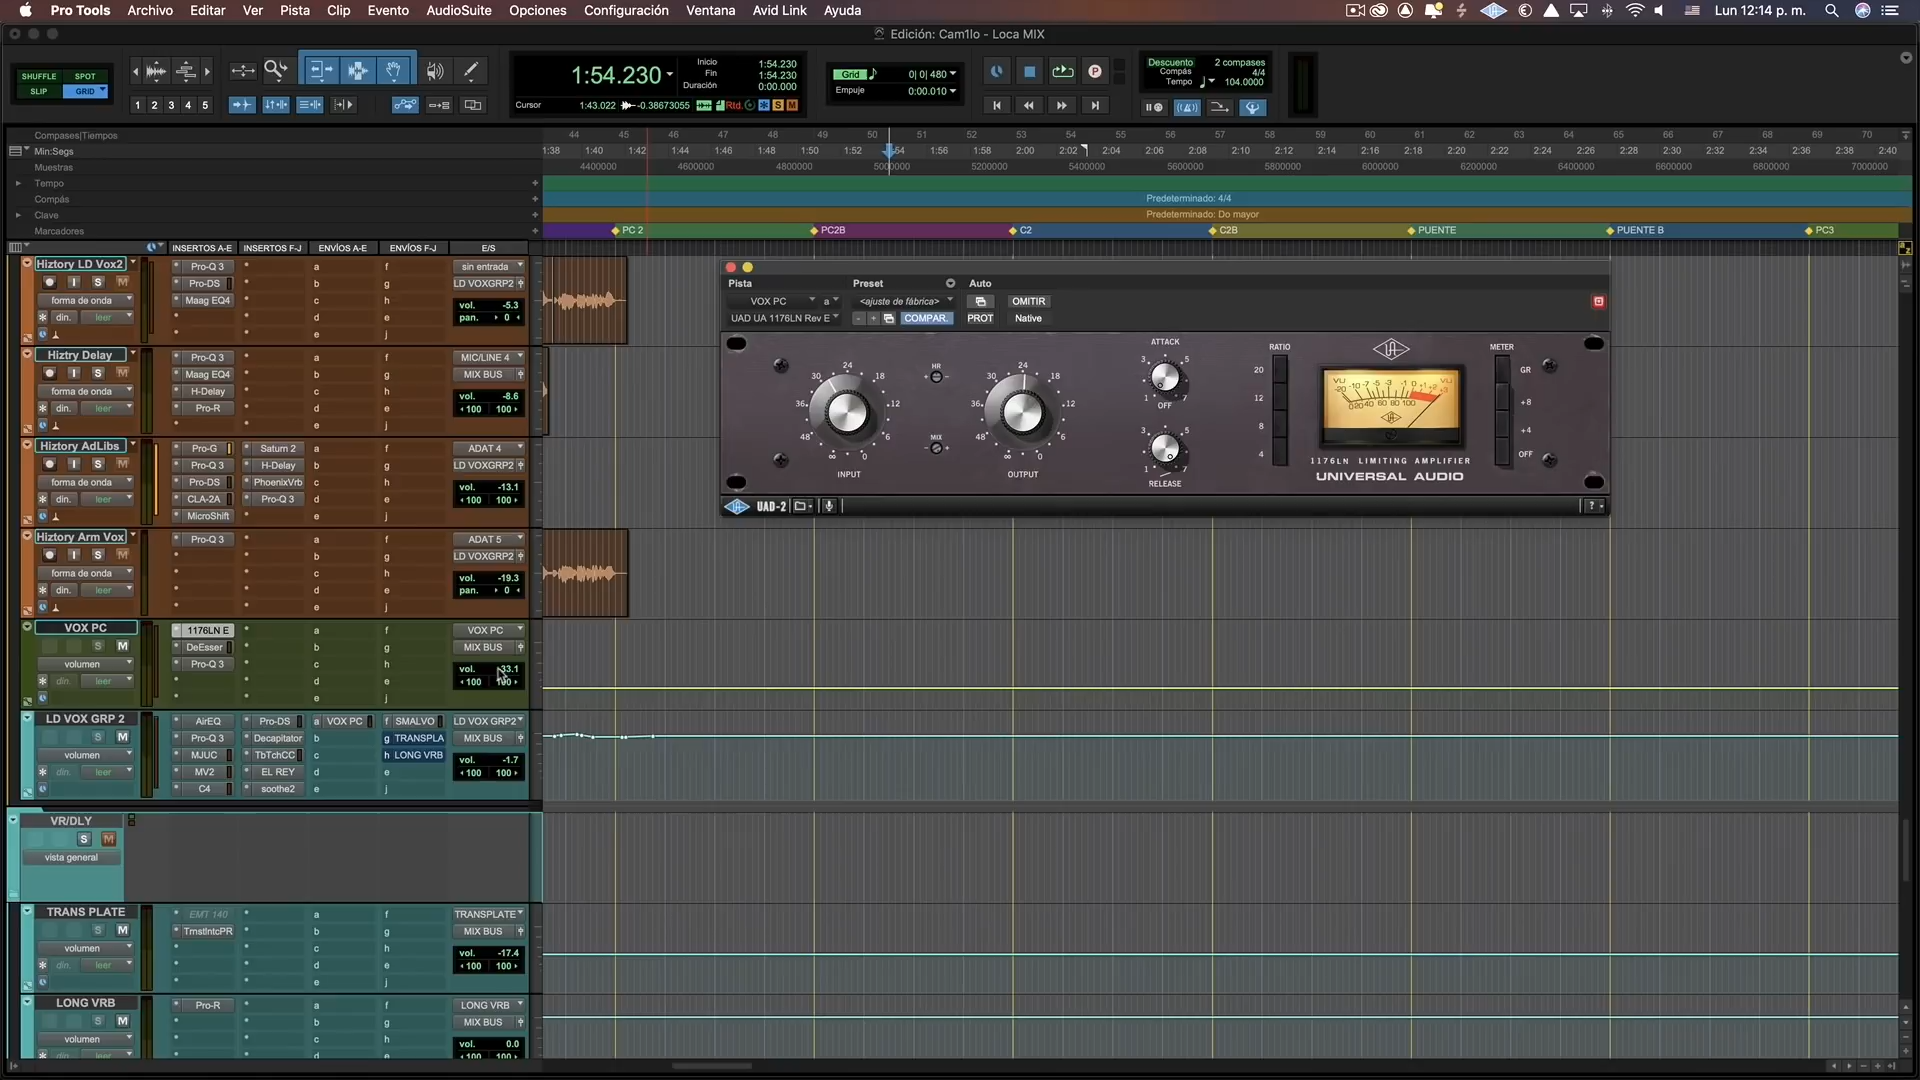 Pro Tools Archivo Editar Ver Pista Clip Evento AudioSuite Opciones Configuración Ventana Avid Link Ayuda Lun 12:14 p. m.
Edición: Cam1lo - Loca MIX
SHUFFLE SPOT
SLIP GRID
1 2 3 4 5
1:54.230
Inicio 1:54.230
Fin 1:54.230
Duración 0:00.000
Cursor 1:43.022 -0.38673055 Rtd. S M
Grid 0| 0| 480
Empuje 0:00.010
P
Descuento 2 compases
Compás 4/4
Tempo 104.0000
Compases|Tiempos 44 45 46 47 48 49 50 51 52 53 54 55 56 57 58 59 60 61 62 63 64 65 66 67 68 69 70
Min:Segs 1:38 1:40 1:42 1:44 1:46 1:48 1:50 1:52 1:54 1:56 1:58 2:00 2:02 2:04 2:06 2:08 2:10 2:12 2:14 2:16 2:18 2:20 2:22 2:24 2:26 2:28 2:30 2:32 2:34 2:36 2:38 2:40
Muestras 4400000 4600000 4800000 5000000 5200000 5400000 5600000 5800000 6000000 6200000 6400000 6600000 6800000 7000000
Tempo
Compás Predeterminado: 4/4
Clave Predeterminado: Do mayor
Marcadores PC 2 PC2B C2 C2B PUENTE PUENTE B PC3
INSERTOS A-E INSERTOS F-J ENVÍOS A-E ENVÍOS F-J E/S
Hiztory LD Vox2 Pro-Q 3 a f sin entrada
I S M Pro-DS b g LD VOXGRP2
forma de onda Maag EQ4 c h vol. -5.3
din. leer d e pan. 0
e j
Hiztry Delay Pro-Q 3 a f MIC/LINE 4
I S M Maag EQ4 b g MIX BUS
forma de onda H-Delay c h vol. -8.6
din. leer Pro-R d e 100 100
e j
Hiztory AdLibs Pro-G Saturn 2 a f ADAT 4
I S M Pro-Q 3 H-Delay b g LD VOXGRP2
forma de onda Pro-DS PhoenixVrb c h vol. -13.1
din. leer CLA-2A Pro-Q 3 d e 100 100
MicroShift e j
Hiztory Arm Vox Pro-Q 3 a f ADAT 5
I S M b g LD VOXGRP2
forma de onda c h vol. -19.3
din. leer d e pan. 0
e j
VOX PC 1176LN E a f VOX PC
S M DeEsser b g MIX BUS
volumen Pro-Q 3 c h vol.
din. leer d e 100
e j
LD VOX GRP 2 AirEQ Pro-DS a VOX PC f SMALVO LD VOX GRP2
S M Pro-Q 3 Decapitator b g TRANSPLA MIX BUS
volumen MJUC TbTchCC c h LONG VRB vol. -1.7
din. leer MV2 EL REY d e 100 100
C4 soothe2 e j
VR/DLY
S M
vista general
TRANS PLATE EMT 140 a f TRANSPLATE
S M TrnstIntcPR b g MIX BUS
volumen c h vol. -17.4
din. leer d e 100 100
e j
LONG VRB Pro-R a f LONG VRB
S M b g MIX BUS
volumen c h vol. 0.0
din. leer d e 100 100
Pista Preset Auto
VOX PC a <ajuste de fábrica> OMITIR
UAD UA 1176LN Rev E - + COMPAR. PROT Native
INPUT
∞ 48 36 30 24 18 12 6 0
HR
MIX
OUTPUT
∞ 48 36 30 24 18 12 6 0
ATTACK
1 3 5 7
OFF
RELEASE
1 3 5 7
RATIO
20
12
8
4
VU -20 -10 -7 -5 -3 -1 0 +1 +3 VU
0 20 40 60 80 100
METER
GR
+8
+4
OFF
1176LN LIMITING AMPLIFIER
UNIVERSAL AUDIO
UAD-2 ?